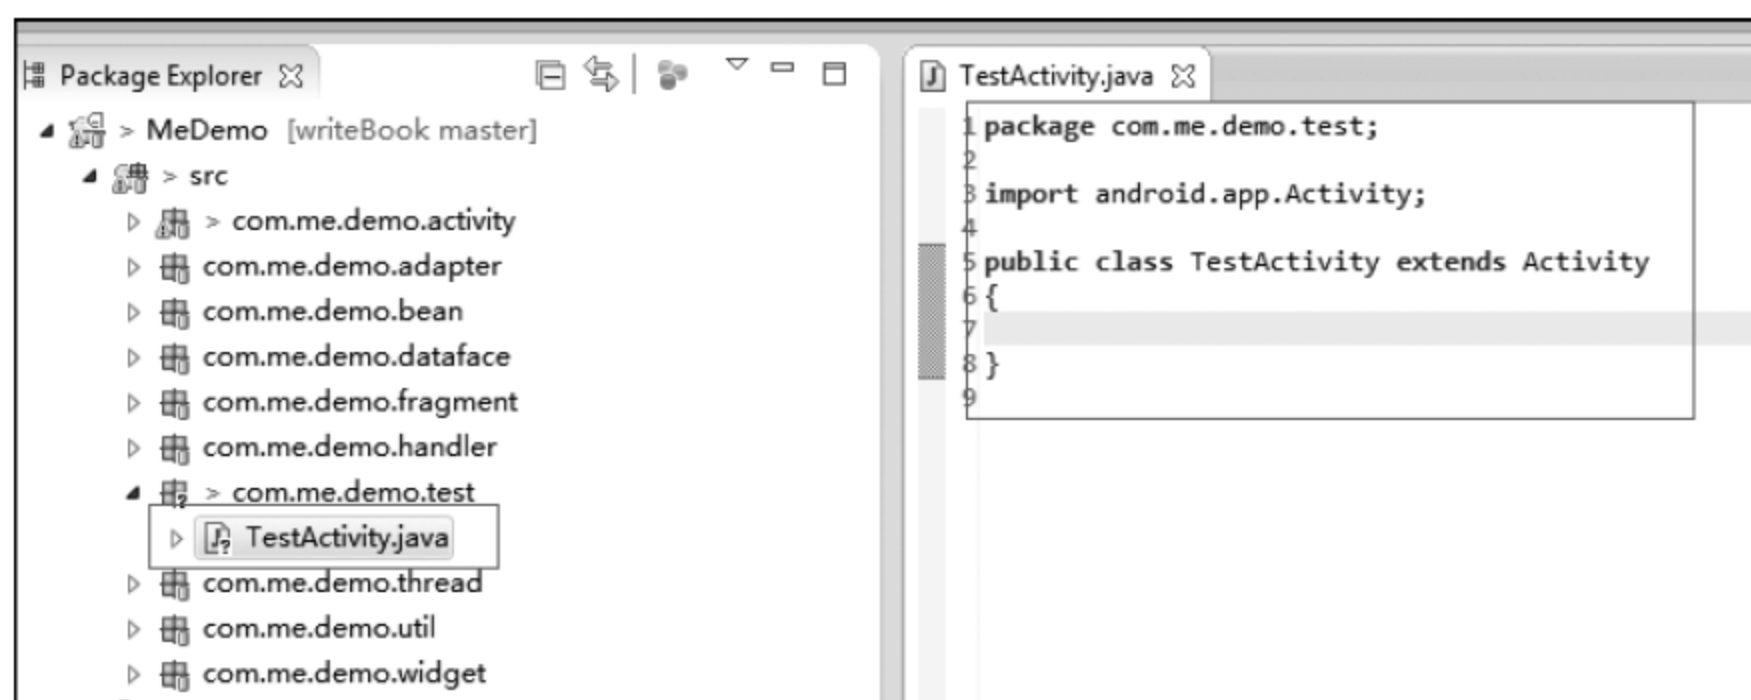 Package Explorer
> MeDemo [writeBook master]
> src
> com.me.demo.activity
com.me.demo.adapter
com.me.demo.bean
com.me.demo.dataface
com.me.demo.fragment
com.me.demo.handler
> com.me.demo.test
TestActivity.java
com.me.demo.thread
com.me.demo.util
com.me.demo.widget
TestActivity.java
1 package com.me.demo.test;
2
3 import android.app.Activity;
4
5 public class TestActivity extends Activity
6 {
7
8 }
9